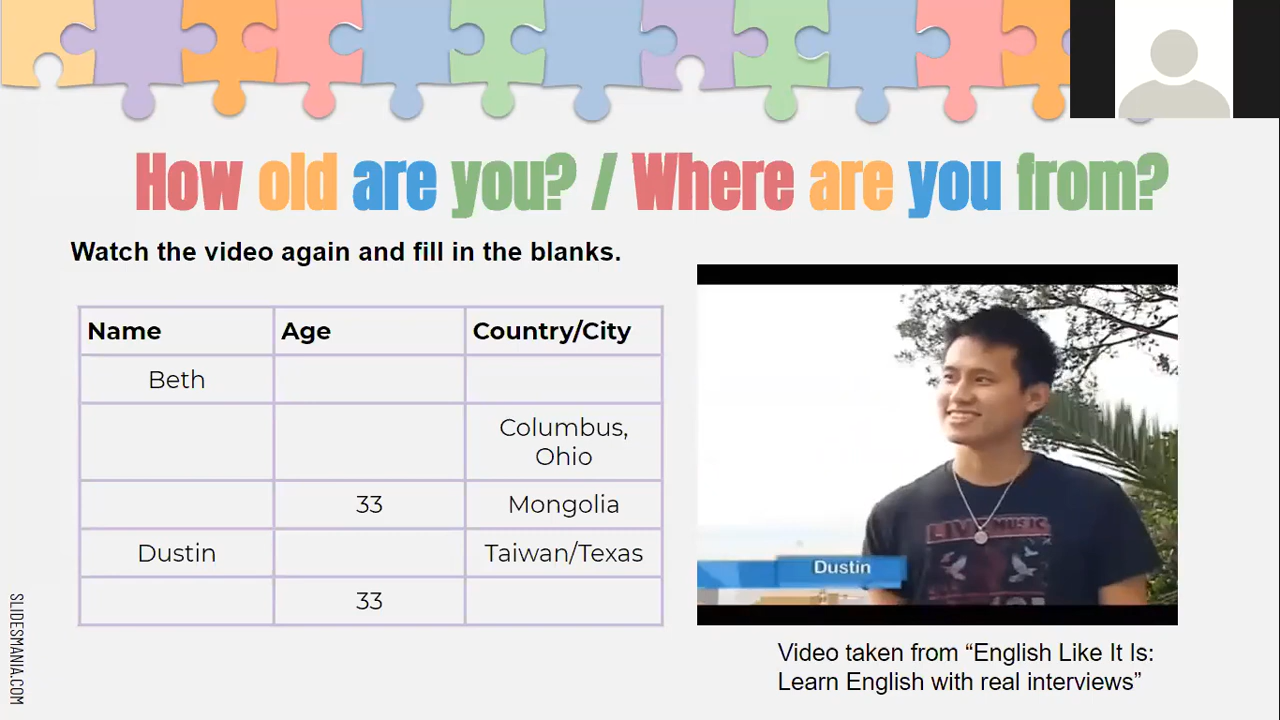 How old are you? / Where are you from?
Watch the video again and fill in the blanks.
Name Age Country/City
Beth
Columbus,
Ohio
33 Mongolia
Dustin Taiwan/Texas
33
LIVE MUSIC
Dustin
Video taken from “English Like It Is:
Learn English with real interviews”
SLIDESMANIA.COM